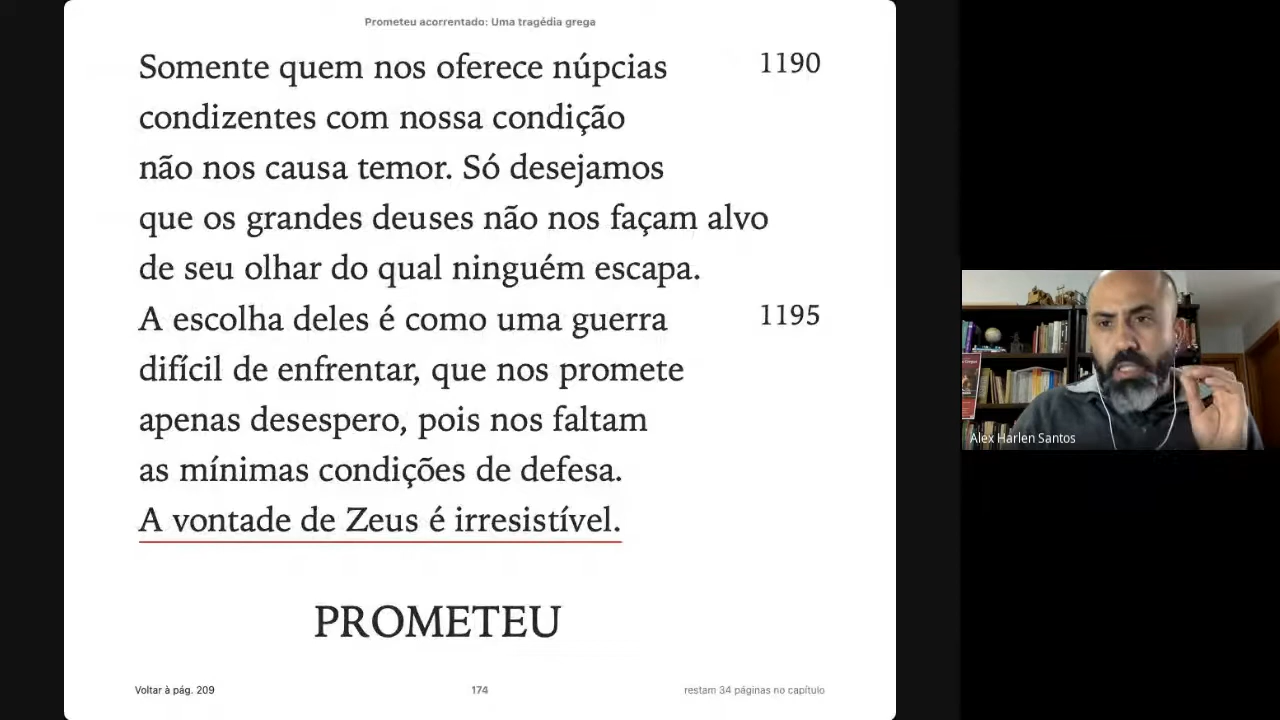 Prometeu acorrentado: Uma tragédia grega
Somente quem nos oferece núpcias 1190
condizentes com nossa condição
não nos causa temor. Só desejamos
que os grandes deuses não nos façam alvo
de seu olhar do qual ninguém escapa.
A escolha deles é como uma guerra 1195
difícil de enfrentar, que nos promete
apenas desespero, pois nos faltam
as mínimas condições de defesa.
A vontade de Zeus é irresistível.
PROMETEU
Voltar à pág. 209 174 restam 34 páginas no capítulo
Alex Harlen Santos